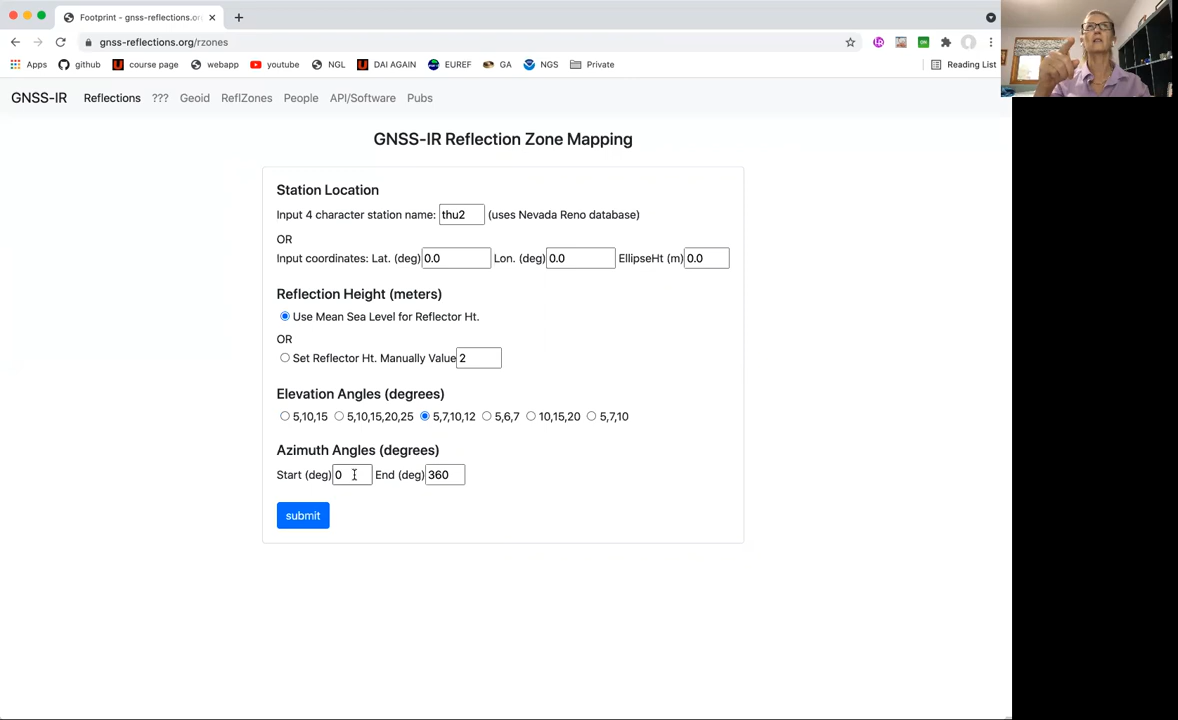 Footprint - gnss-reflections.or
gnss-reflections.org/rzones
Apps github course page webapp youtube NGL DAI AGAIN EUREF GA NGS Private Reading List
GNSS-IR Reflections ??? Geoid ReflZones People API/Software Pubs
GNSS-IR Reflection Zone Mapping
Station Location
Input 4 character station name: thu2 (uses Nevada Reno database)
OR
Input coordinates: Lat. (deg) 0.0 Lon. (deg) 0.0 EllipseHt (m) 0.0
Reflection Height (meters)
Use Mean Sea Level for Reflector Ht.
OR
Set Reflector Ht. Manually Value 2
Elevation Angles (degrees)
5,10,15 5,10,15,20,25 5,7,10,12 5,6,7 10,15,20 5,7,10
Azimuth Angles (degrees)
Start (deg) 0 End (deg) 360
submit